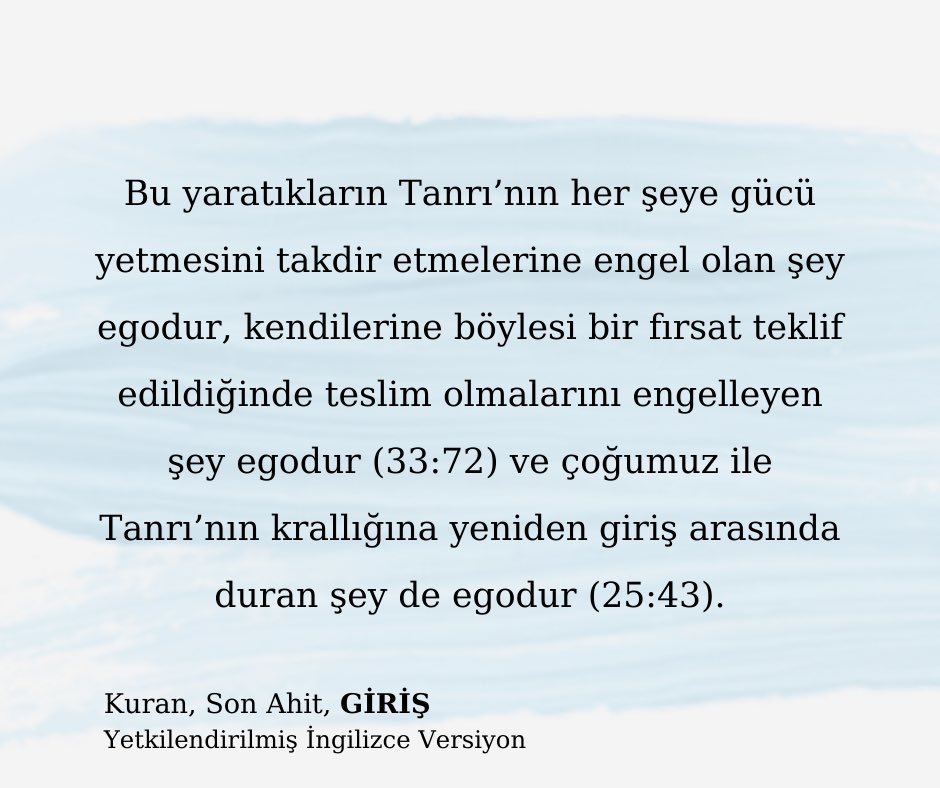 Bu yaratıkların Tanrı’nın her şeye gücü
yetmesini takdir etmelerine engel olan şey
egodur, kendilerine böylesi bir fırsat teklif
edildiğinde teslim olmalarını engelleyen
şey egodur (33:72) ve çoğumuz ile
Tanrı’nın krallığına yeniden giriş arasında
duran şey de egodur (25:43).
Kuran, Son Ahit, GİRİŞ
Yetkilendirilmiş İngilizce Versiyon